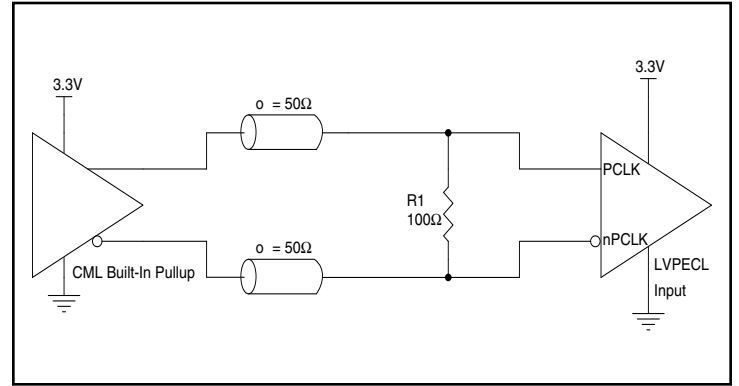 3.3V
3.3V
o = 50Ω
PCLK
R1
100Ω
nPCLK
o = 50Ω
CML Built-In Pullup
LVPECL
Input